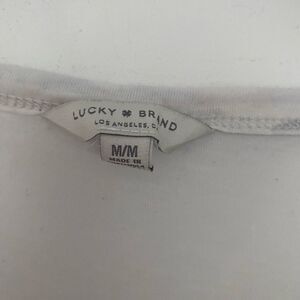 LUCKY BRAND
LOS ANGELES, C
M/M
MADE IN